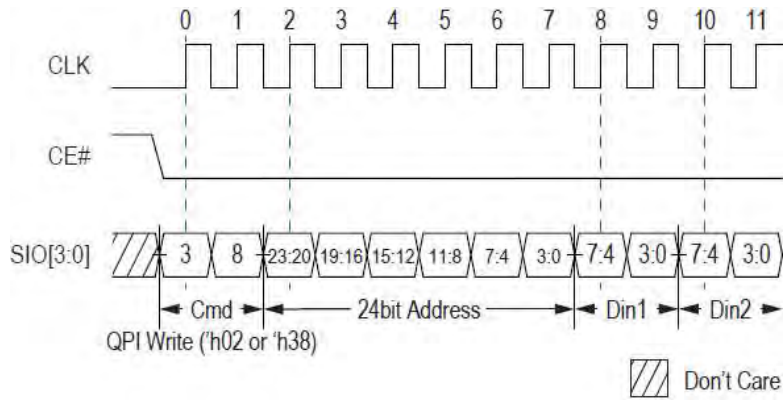 0 1 2 3 4 5 6 7 8 9 10 11
CLK
CE#
SIO[3:0] 3 8 23:20 19:16 15:12 11:8 7:4 3:0 7:4 3:0 7:4 3:0
Cmd 24bit Address Din1 Din2
QPI Write ('h02 or 'h38)
Don't Care